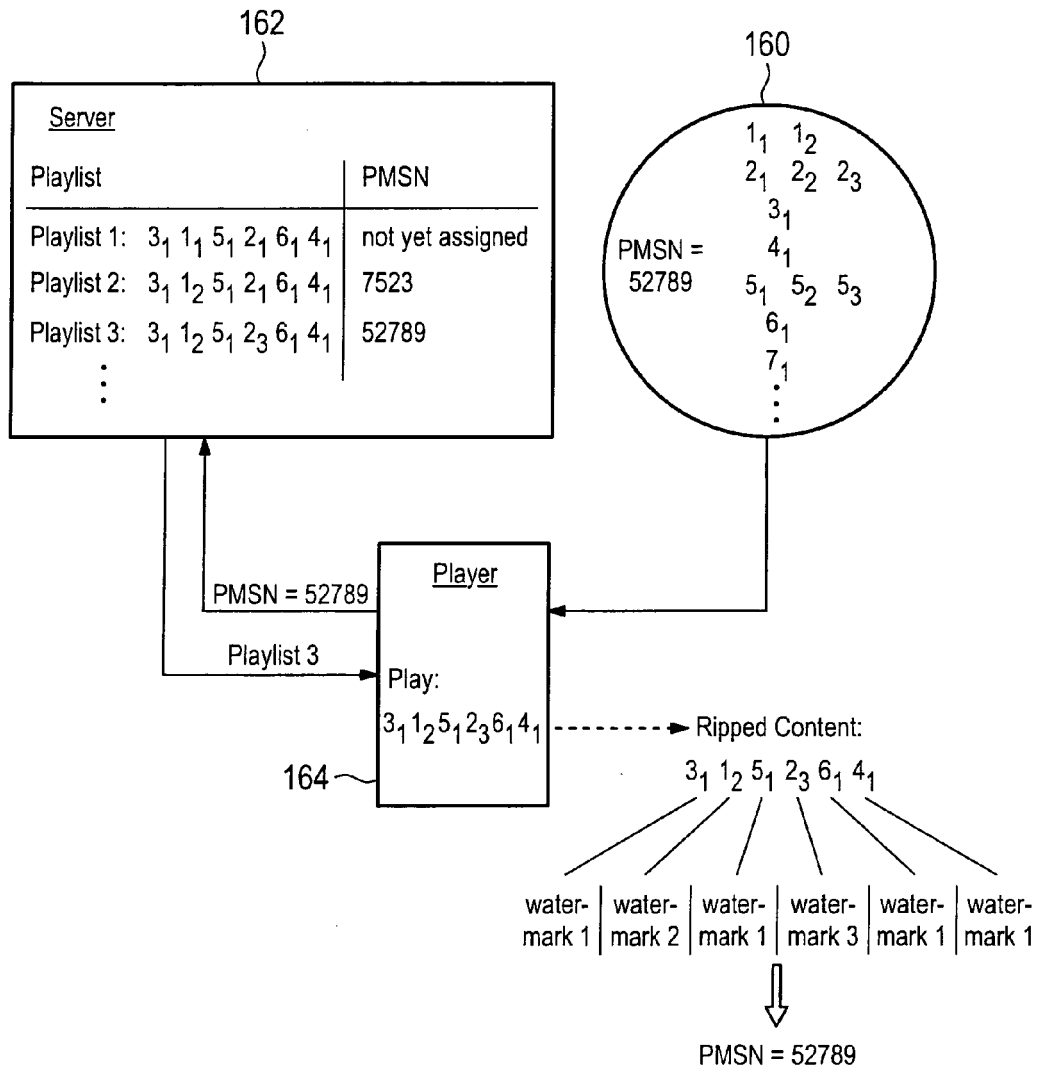 162
160
Server
Playlist PMSN
Playlist 1: 3₁ 1₁ 5₁ 2₁ 6₁ 4₁ not yet assigned
Playlist 2: 3₁ 1₂ 5₁ 2₁ 6₁ 4₁ 7523
Playlist 3: 3₁ 1₂ 5₁ 2₃ 6₁ 4₁ 52789
1₁ 1₂
2₁ 2₂ 2₃
3₁
4₁
5₁ 5₂ 5₃
6₁
7₁
PMSN =
52789
PMSN = 52789
Playlist 3
Player
Play:
3₁ 1₂ 5₁ 2₃ 6₁ 4₁
164
Ripped Content:
3₁ 1₂ 5₁ 2₃ 6₁ 4₁
water- water- water- water- water- water-
mark 1 mark 2 mark 1 mark 3 mark 1 mark 1
PMSN = 52789